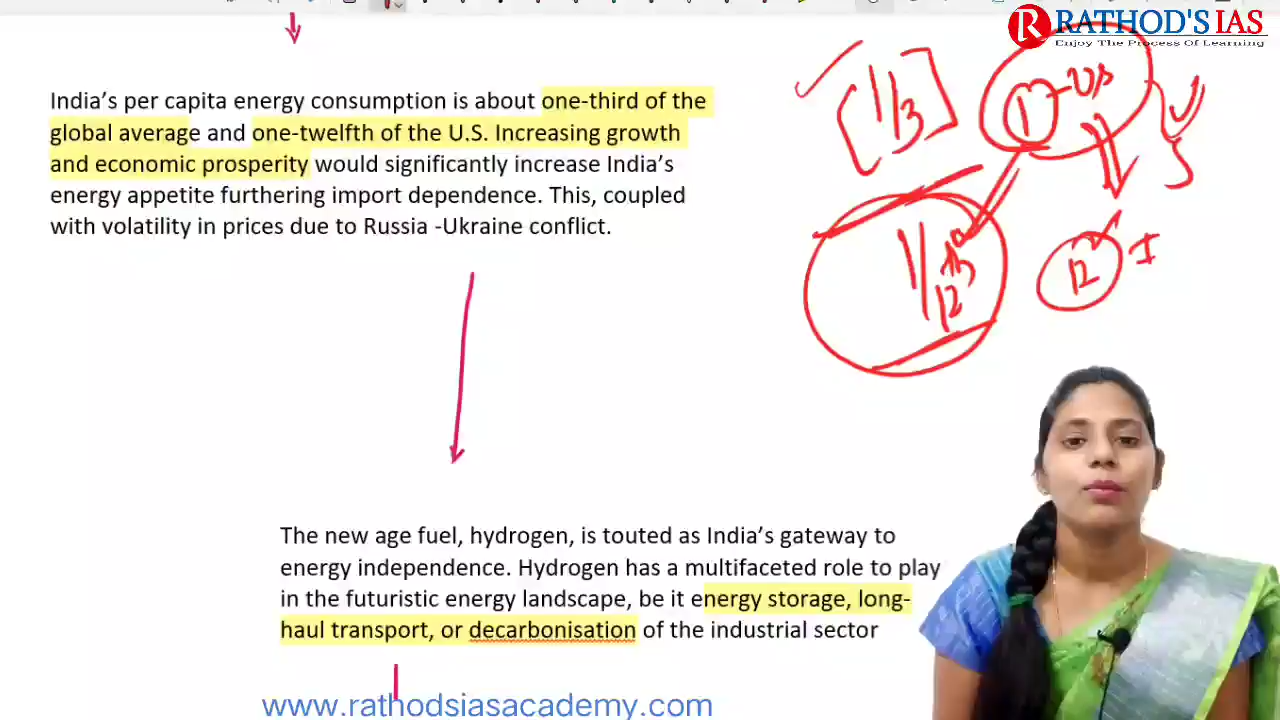 RATHOD'S IAS
Enjoy The Process Of Learning
India's per capita energy consumption is about one-third of the
global average and one-twelfth of the U.S. Increasing growth
and economic prosperity would significantly increase India's
energy appetite furthering import dependence. This, coupled
with volatility in prices due to Russia -Ukraine conflict.
[1/3]
1 - US
1/12th
12 - I
The new age fuel, hydrogen, is touted as India's gateway to
energy independence. Hydrogen has a multifaceted role to play
in the futuristic energy landscape, be it energy storage, long-
haul transport, or decarbonisation of the industrial sector
www.rathodsiasacademy.com